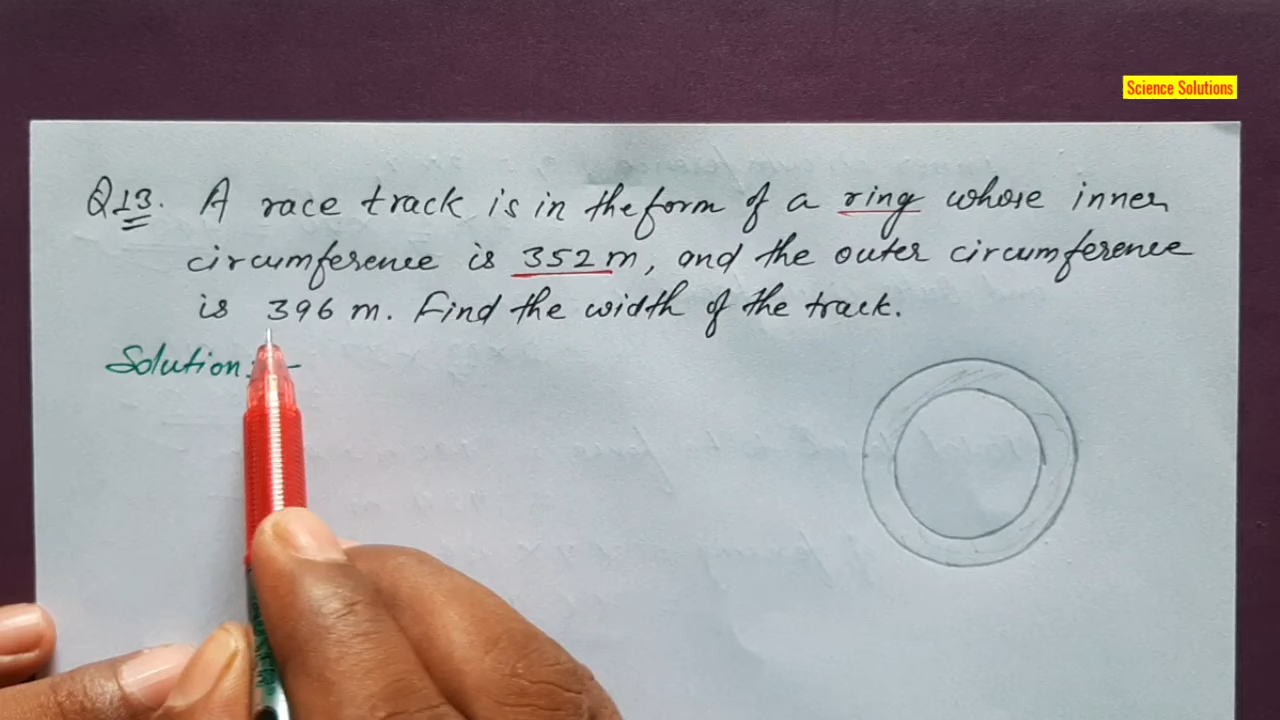 Science Solutions
Q13. A race track is in the form of a ring whose inner
circumference is 352 m, and the outer circumference
is 396 m. Find the width of the track.
Solution:-